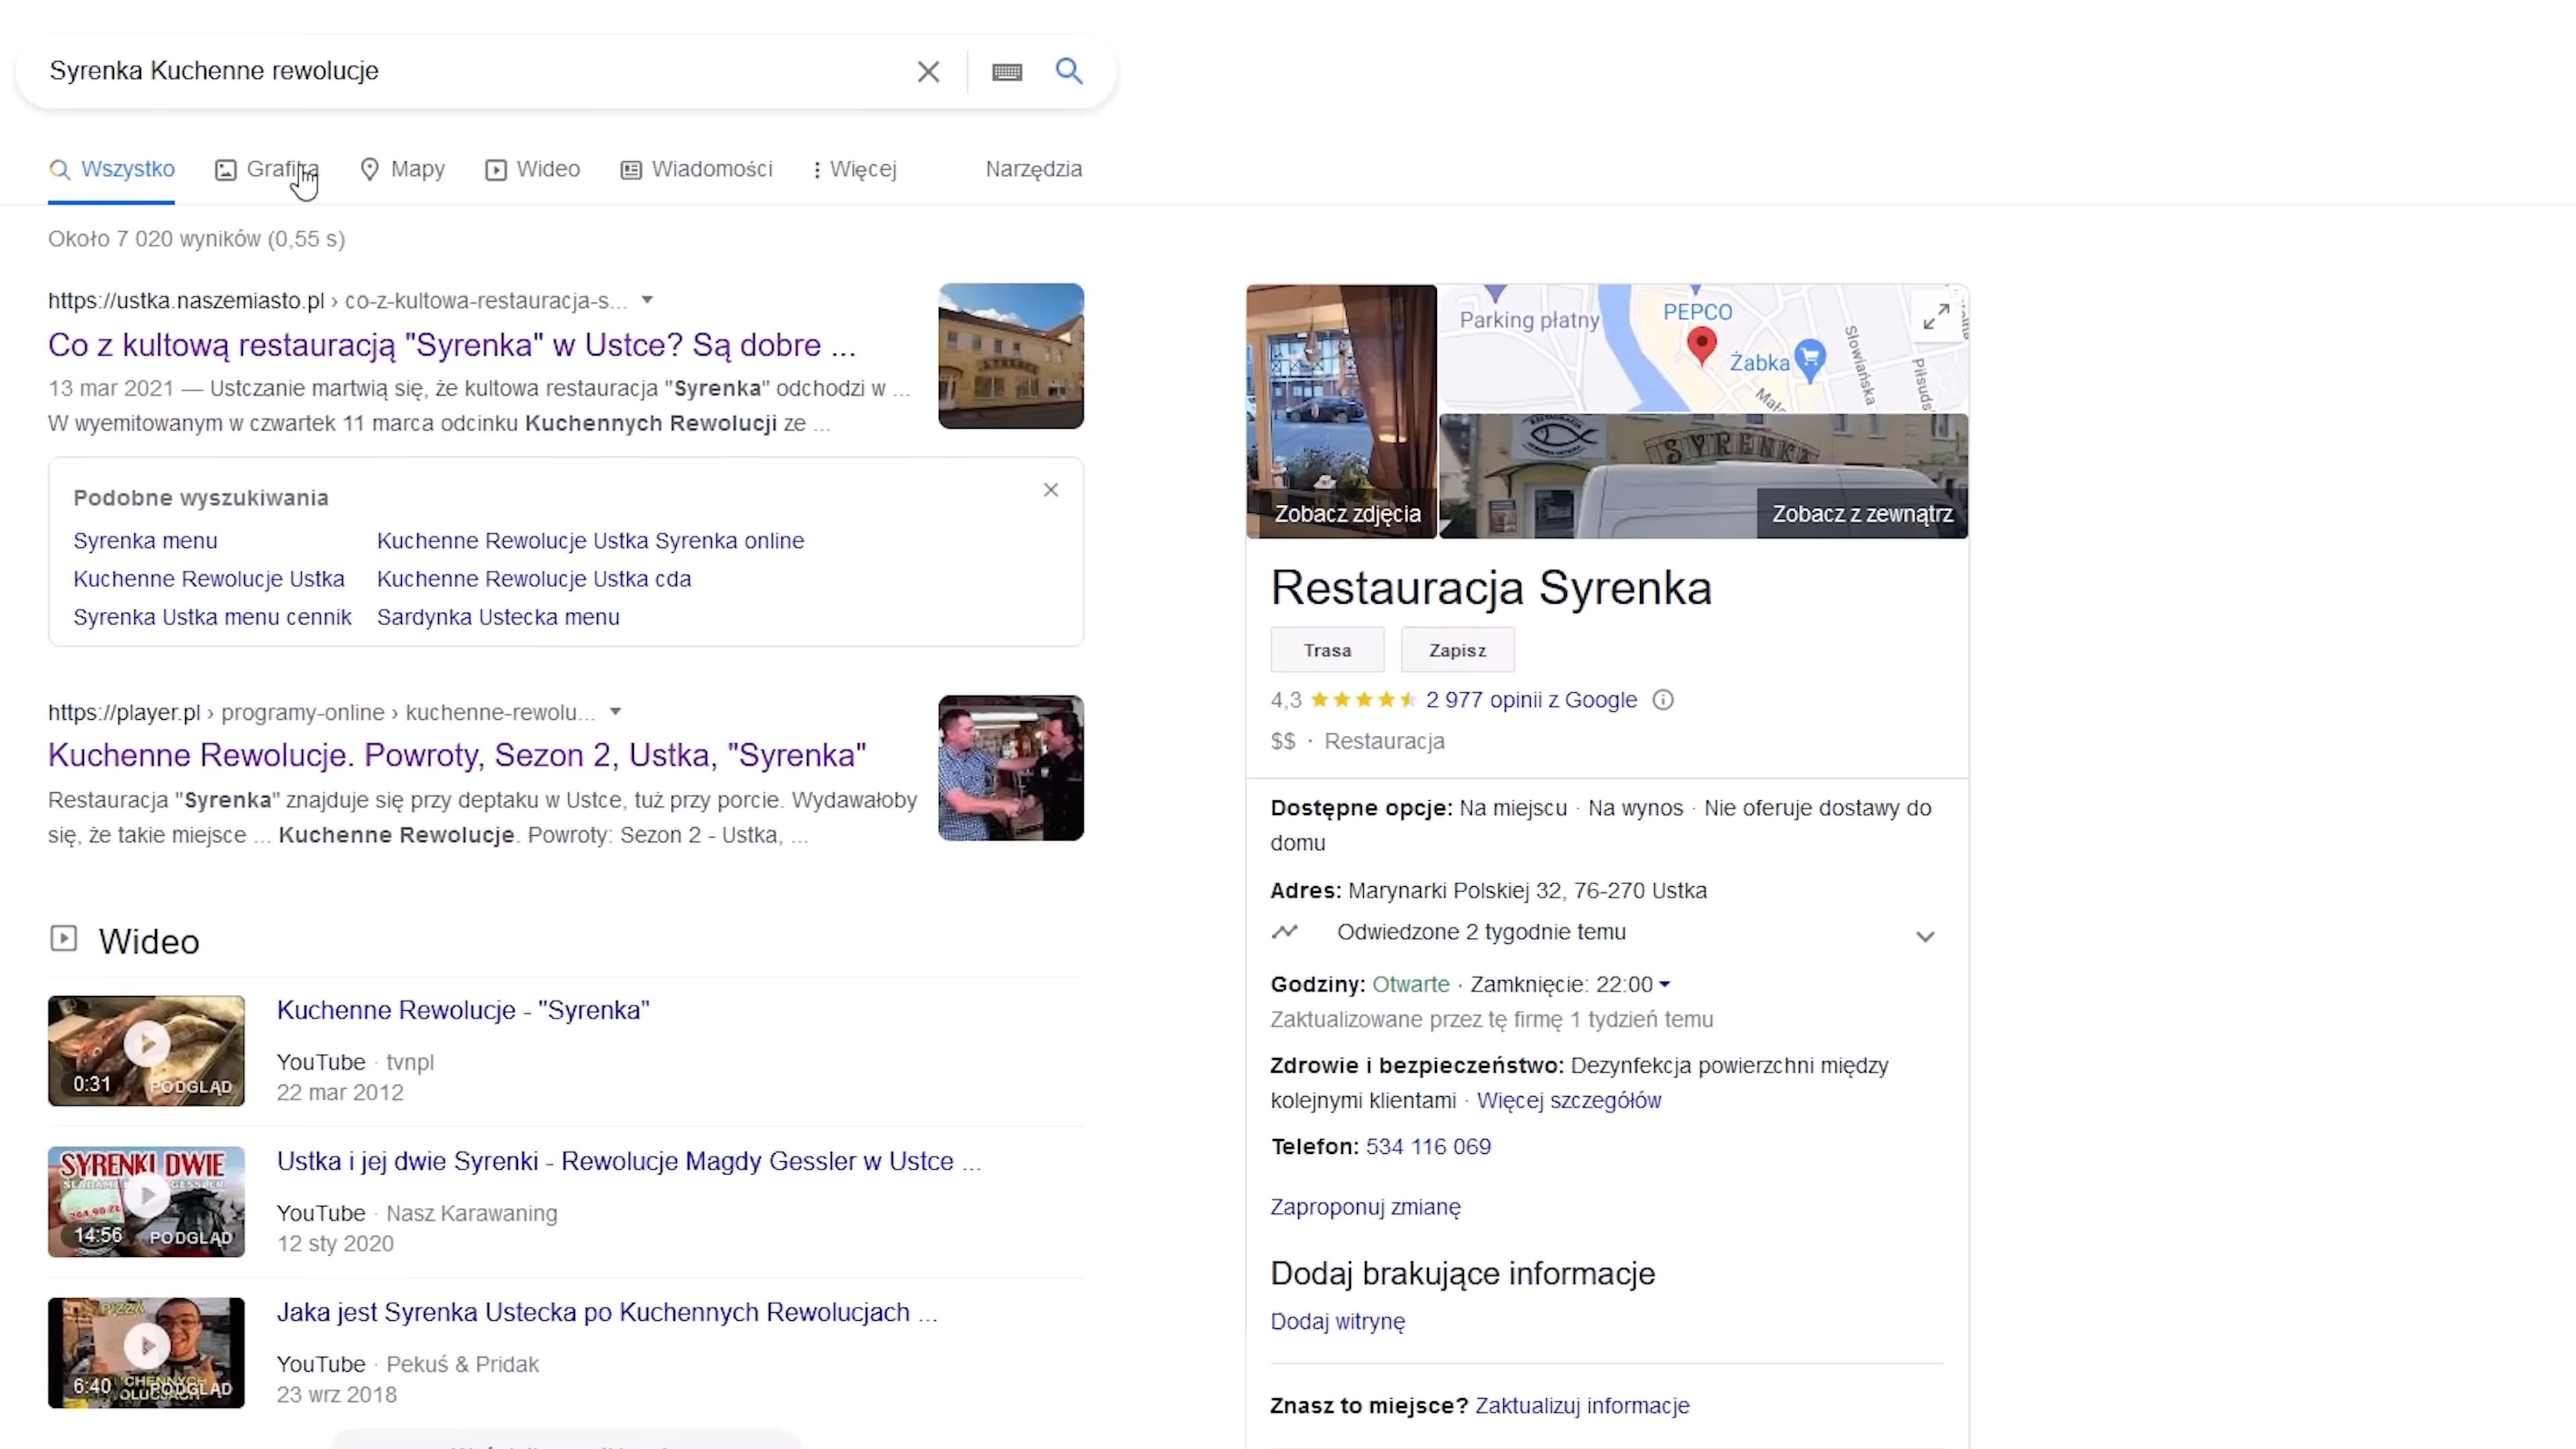 Syrenka Kuchenne rewolucje
Wszystko
Grafika
Mapy
Wideo
Wiadomości
Więcej
Narzędzia
Około 7 020 wyników (0,55 s)
https://ustka.naszemiasto.pl › co-z-kultowa-restauracja-s...
Co z kultową restauracją "Syrenka" w Ustce? Są dobre ...
13 mar 2021 — Ustczanie martwią się, że kultowa restauracja "Syrenka" odchodzi w ...
W wyemitowanym w czwartek 11 marca odcinku Kuchennych Rewolucji ze ...
Podobne wyszukiwania
Syrenka menu
Kuchenne Rewolucje Ustka Syrenka online
Kuchenne Rewolucje Ustka
Kuchenne Rewolucje Ustka cda
Syrenka Ustka menu cennik
Sardynka Ustecka menu
https://player.pl › programy-online › kuchenne-rewolu...
Kuchenne Rewolucje. Powroty, Sezon 2, Ustka, "Syrenka"
Restauracja "Syrenka" znajduje się przy deptaku w Ustce, tuż przy porcie. Wydawałoby
się, że takie miejsce ... Kuchenne Rewolucje. Powroty: Sezon 2 - Ustka, ...
Wideo
0:31
PODGLĄD
Kuchenne Rewolucje - "Syrenka"
YouTube · tvnpl
22 mar 2012
SYRENKI DWIE
14:56
PODGLĄD
Ustka i jej dwie Syrenki - Rewolucje Magdy Gessler w Ustce ...
YouTube · Nasz Karawaning
12 sty 2020
PIZZA
6:40
PODGLĄD
Jaka jest Syrenka Ustecka po Kuchennych Rewolucjach ...
YouTube · Pekuś & Pridak
23 wrz 2018
Parking płatny
PEPCO
Żabka
Słowiańska
Piłsuds
SYRENKA
Zobacz zdjęcia
Zobacz z zewnątrz
Restauracja Syrenka
Trasa
Zapisz
4,3
2 977 opinii z Google
$$ · Restauracja
Dostępne opcje: Na miejscu · Na wynos · Nie oferuje dostawy do
domu
Adres: Marynarki Polskiej 32, 76-270 Ustka
Odwiedzone 2 tygodnie temu
Godziny: Otwarte · Zamknięcie: 22:00
Zaktualizowane przez tę firmę 1 tydzień temu
Zdrowie i bezpieczeństwo: Dezynfekcja powierzchni między
kolejnymi klientami · Więcej szczegółów
Telefon: 534 116 069
Zaproponuj zmianę
Dodaj brakujące informacje
Dodaj witrynę
Znasz to miejsce? Zaktualizuj informacje